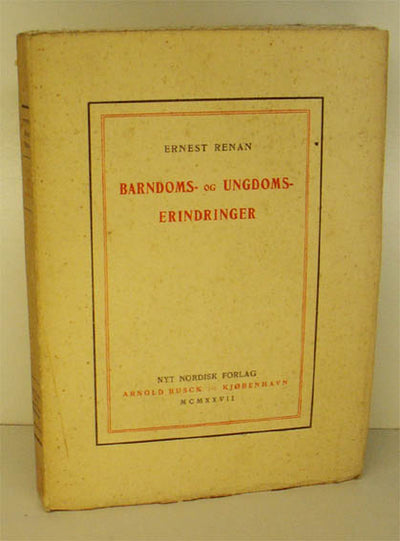 ERNEST RENAN
BARNDOMS- OG UNGDOMS-
ERINDRINGER
NYT NORDISK FORLAG
ARNOLD BUSCK — KJØBENHAVN
MCMXXVII